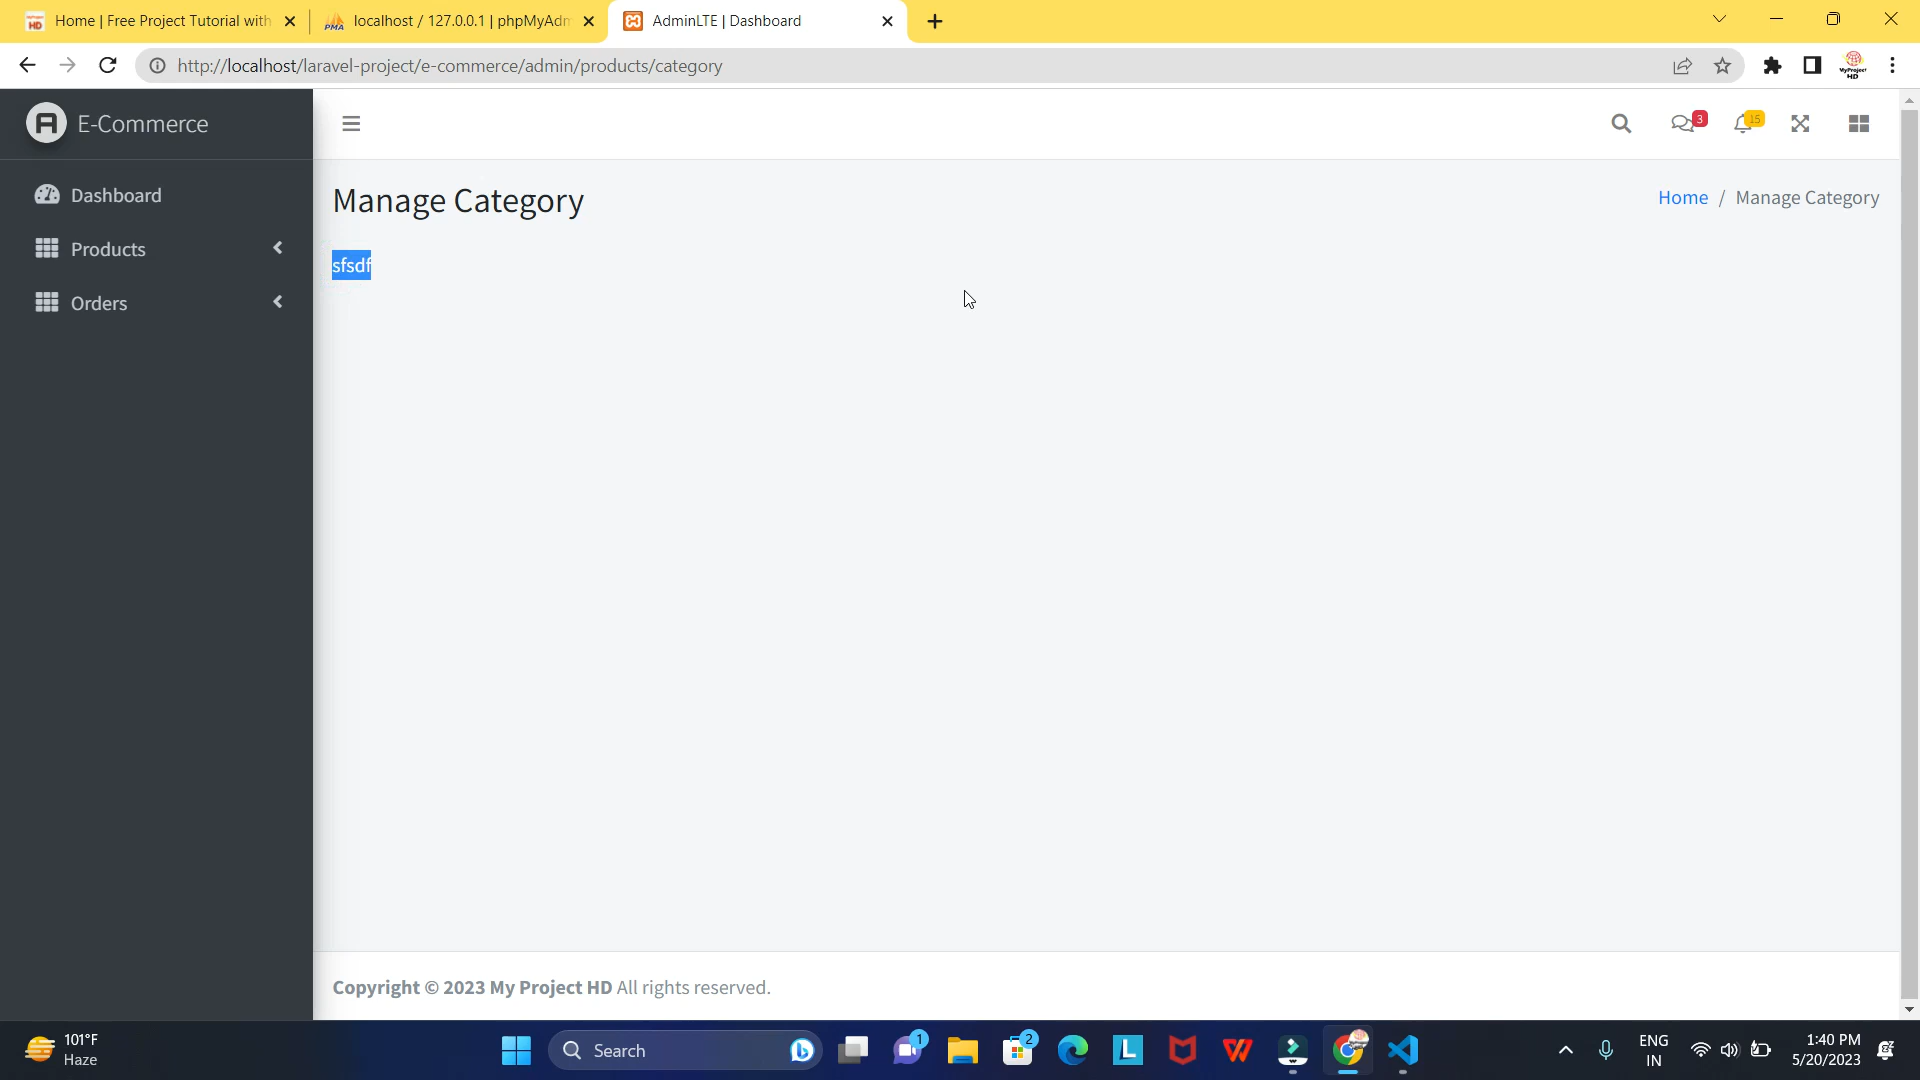 Home | Free Project Tutorial with
localhost / 127.0.0.1 | phpMyAdm
AdminLTE | Dashboard
http://localhost/laravel-project/e-commerce/admin/products/category
E-Commerce
3
15
Dashboard
Products
Orders
Manage Category
Home / Manage Category
sfsdf
Copyright © 2023 My Project HD All rights reserved.
101°F
Haze
Search
1
2
ENG
IN
1:40 PM
5/20/2023